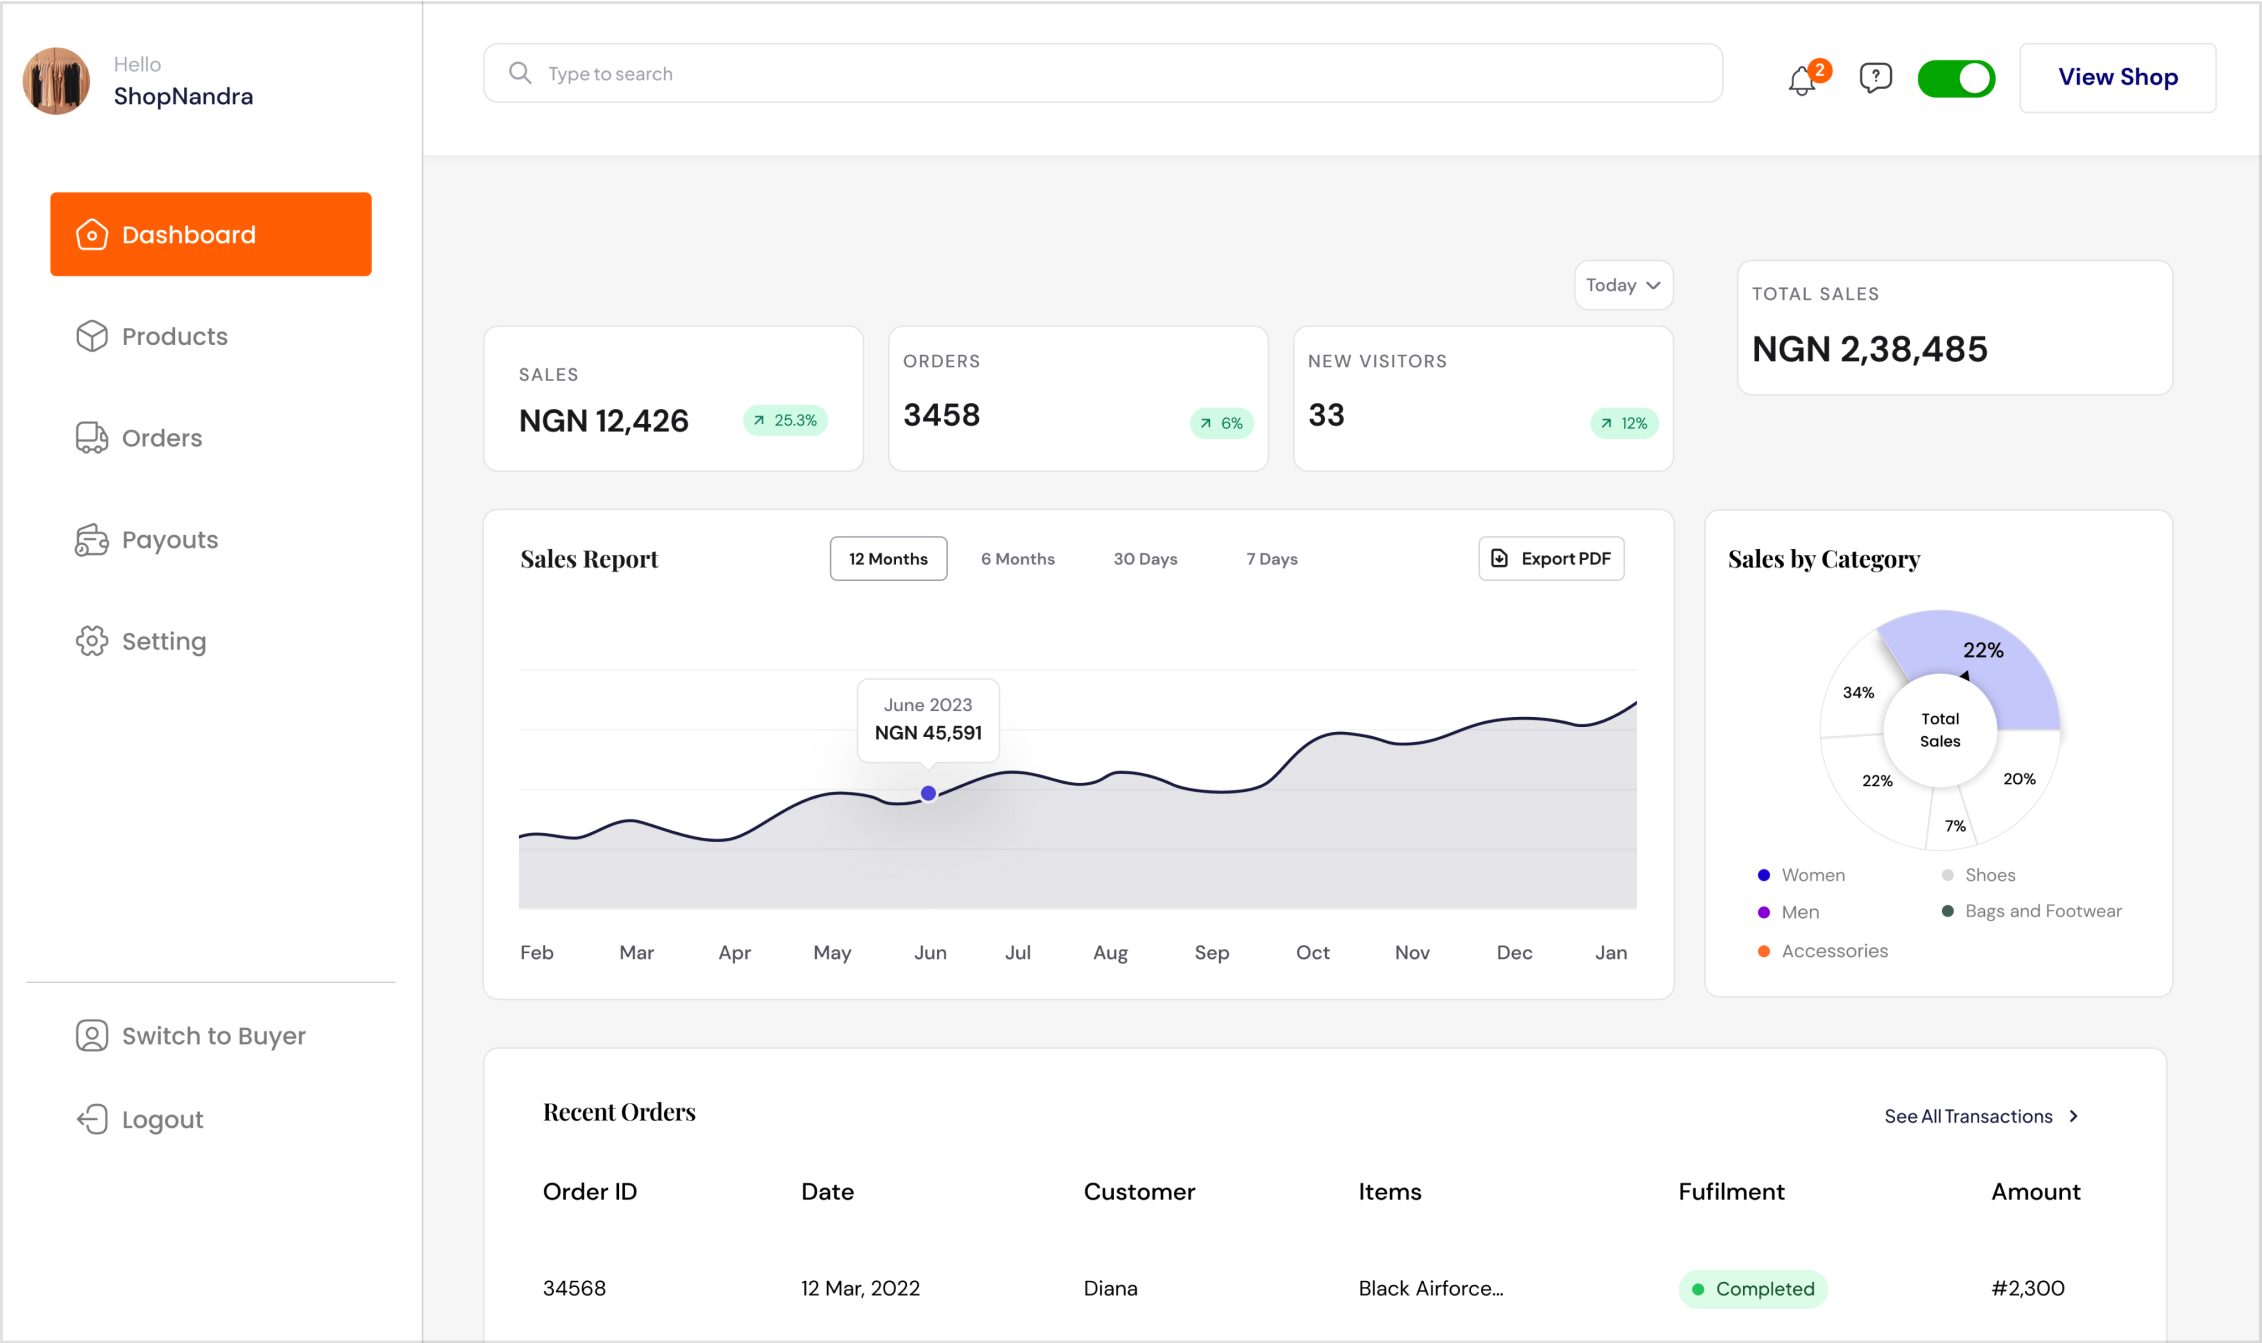 Hello
ShopNandra
Type to search
2
?
View Shop
Dashboard
Products
Orders
Payouts
Setting
Switch to Buyer
Logout
Today
SALES
NGN 12,426
25.3%
ORDERS
3458
6%
NEW VISITORS
33
12%
TOTAL SALES
NGN 2,38,485
Sales Report
12 Months
6 Months
30 Days
7 Days
Export PDF
June 2023
NGN 45,591
Feb Mar Apr May Jun Jul Aug Sep Oct Nov Dec Jan
Sales by Category
22%
34%
Total
Sales
22%
20%
7%
Women
Shoes
Men
Bags and Footwear
Accessories
Recent Orders
See All Transactions
Order ID Date Customer Items Fufilment Amount
34568 12 Mar, 2022 Diana Black Airforce... Completed #2,300